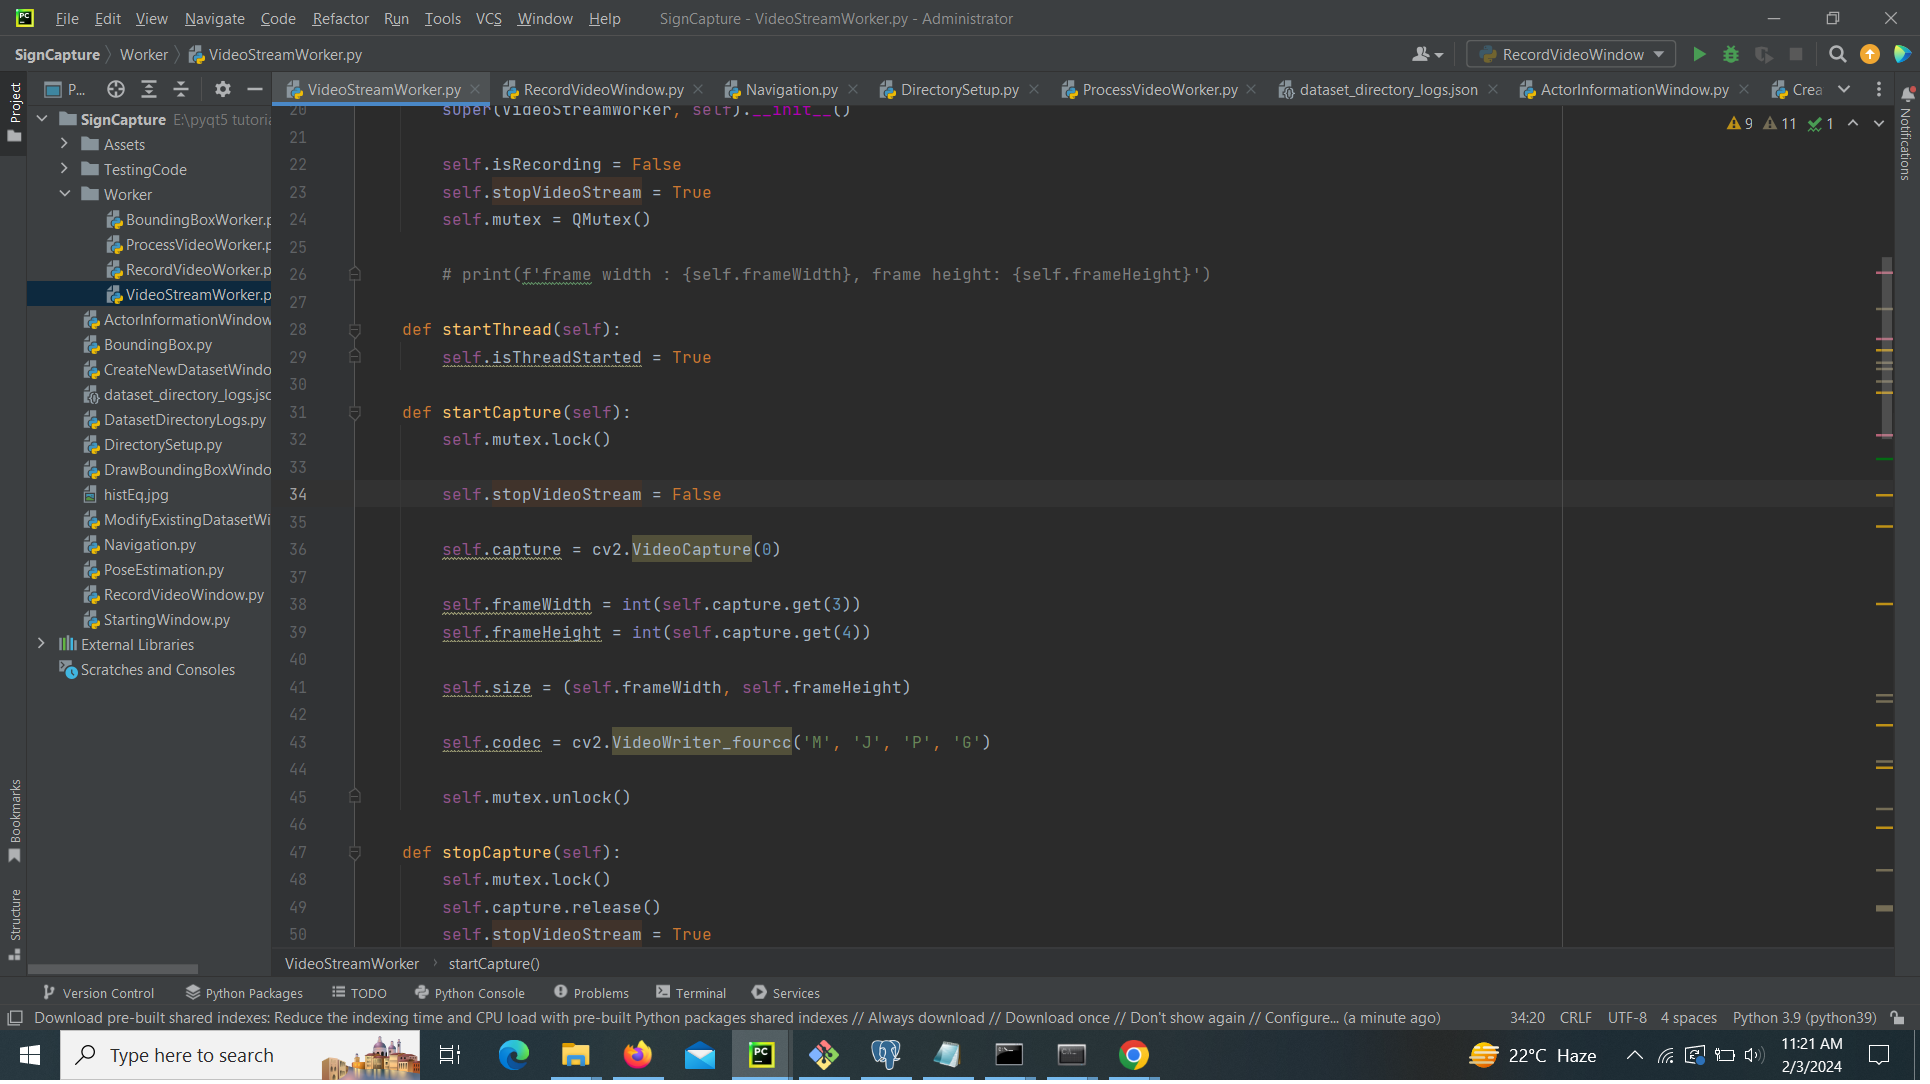 File Edit View Navigate Code Refactor Run Tools VCS Window Help SignCapture - VideoStreamWorker.py - Administrator
SignCapture Worker VideoStreamWorker.py RecordVideoWindow
Project P... VideoStreamWorker.py RecordVideoWindow.py Navigation.py DirectorySetup.py ProcessVideoWorker.py dataset_directory_logs.json ActorInformationWindow.py Crea
SignCapture E:\pyqt5 tutoria
Assets
TestingCode
Worker
BoundingBoxWorker.p
ProcessVideoWorker.p
RecordVideoWorker.p
VideoStreamWorker.p
ActorInformationWindow
BoundingBox.py
CreateNewDatasetWindo
dataset_directory_logs.jsc
DatasetDirectoryLogs.py
DirectorySetup.py
DrawBoundingBoxWindo
histEq.jpg
ModifyExistingDatasetWi
Navigation.py
PoseEstimation.py
RecordVideoWindow.py
StartingWindow.py
External Libraries
Scratches and Consoles
Bookmarks
Structure
9 11 1
Notifications
20 super(VideoStreamWorker, self).__init__()
21
22 self.isRecording = False
23 self.stopVideoStream = True
24 self.mutex = QMutex()
25
26 # print(f'frame width : {self.frameWidth}, frame height: {self.frameHeight}')
27
28 def startThread(self):
29 self.isThreadStarted = True
30
31 def startCapture(self):
32 self.mutex.lock()
33
34 self.stopVideoStream = False
35
36 self.capture = cv2.VideoCapture(0)
37
38 self.frameWidth = int(self.capture.get(3))
39 self.frameHeight = int(self.capture.get(4))
40
41 self.size = (self.frameWidth, self.frameHeight)
42
43 self.codec = cv2.VideoWriter_fourcc('M', 'J', 'P', 'G')
44
45 self.mutex.unlock()
46
47 def stopCapture(self):
48 self.mutex.lock()
49 self.capture.release()
50 self.stopVideoStream = True
VideoStreamWorker startCapture()
Version Control Python Packages TODO Python Console Problems Terminal Services
Download pre-built shared indexes: Reduce the indexing time and CPU load with pre-built Python packages shared indexes // Always download // Download once // Don't show again // Configure... (a minute ago) 34:20 CRLF UTF-8 4 spaces Python 3.9 (python39)
Type here to search PC 22°C Haze 11:21 AM
2/3/2024